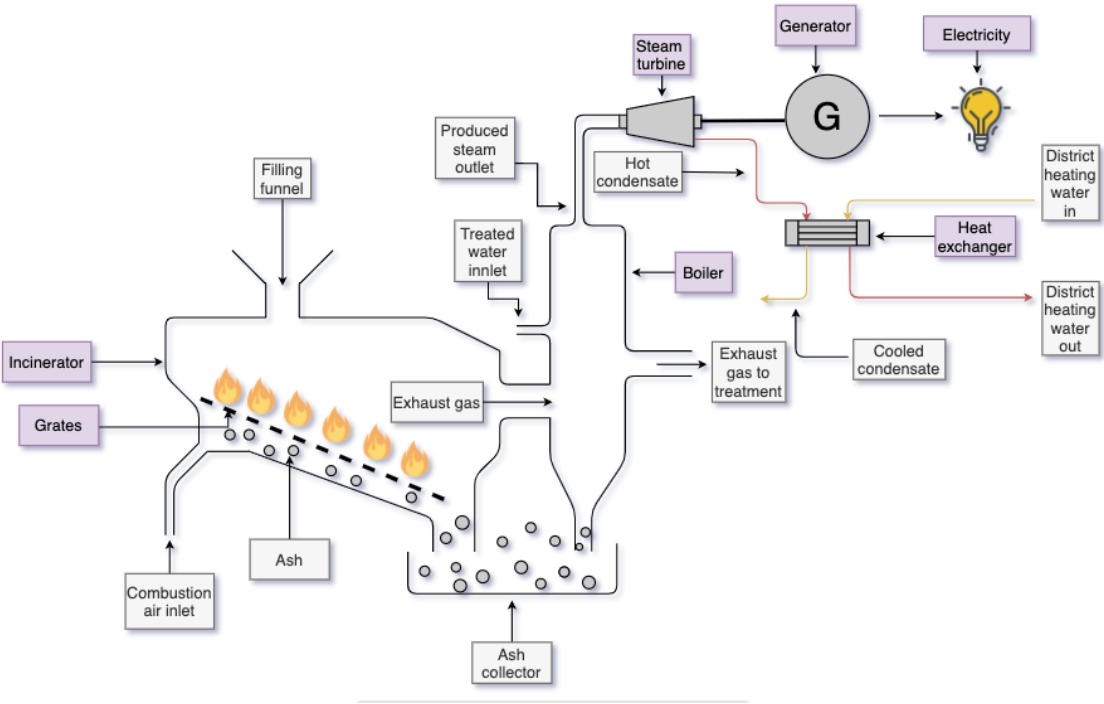 Generator
Electricity
Steam
turbine
G
Produced
steam
outlet
Hot
condensate
District
heating
water
in
Filling
funnel
Treated
water
innlet
Heat
exchanger
Boiler
District
heating
water
out
Incinerator
Exhaust
gas to
treatment
Cooled
condensate
Exhaust gas
Grates
Ash
Combustion
air inlet
Ash
collector